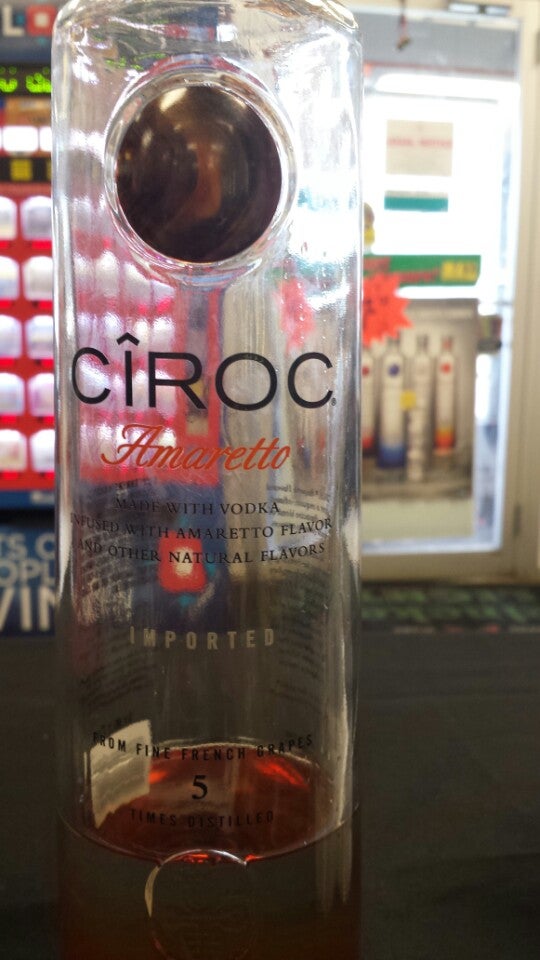 CÎROC
Amaretto
MADE WITH VODKA
INFUSED WITH AMARETTO FLAVOR
AND OTHER NATURAL FLAVORS
IMPORTED
FROM FINE FRENCH GRAPES
5
TIMES DISTILLED